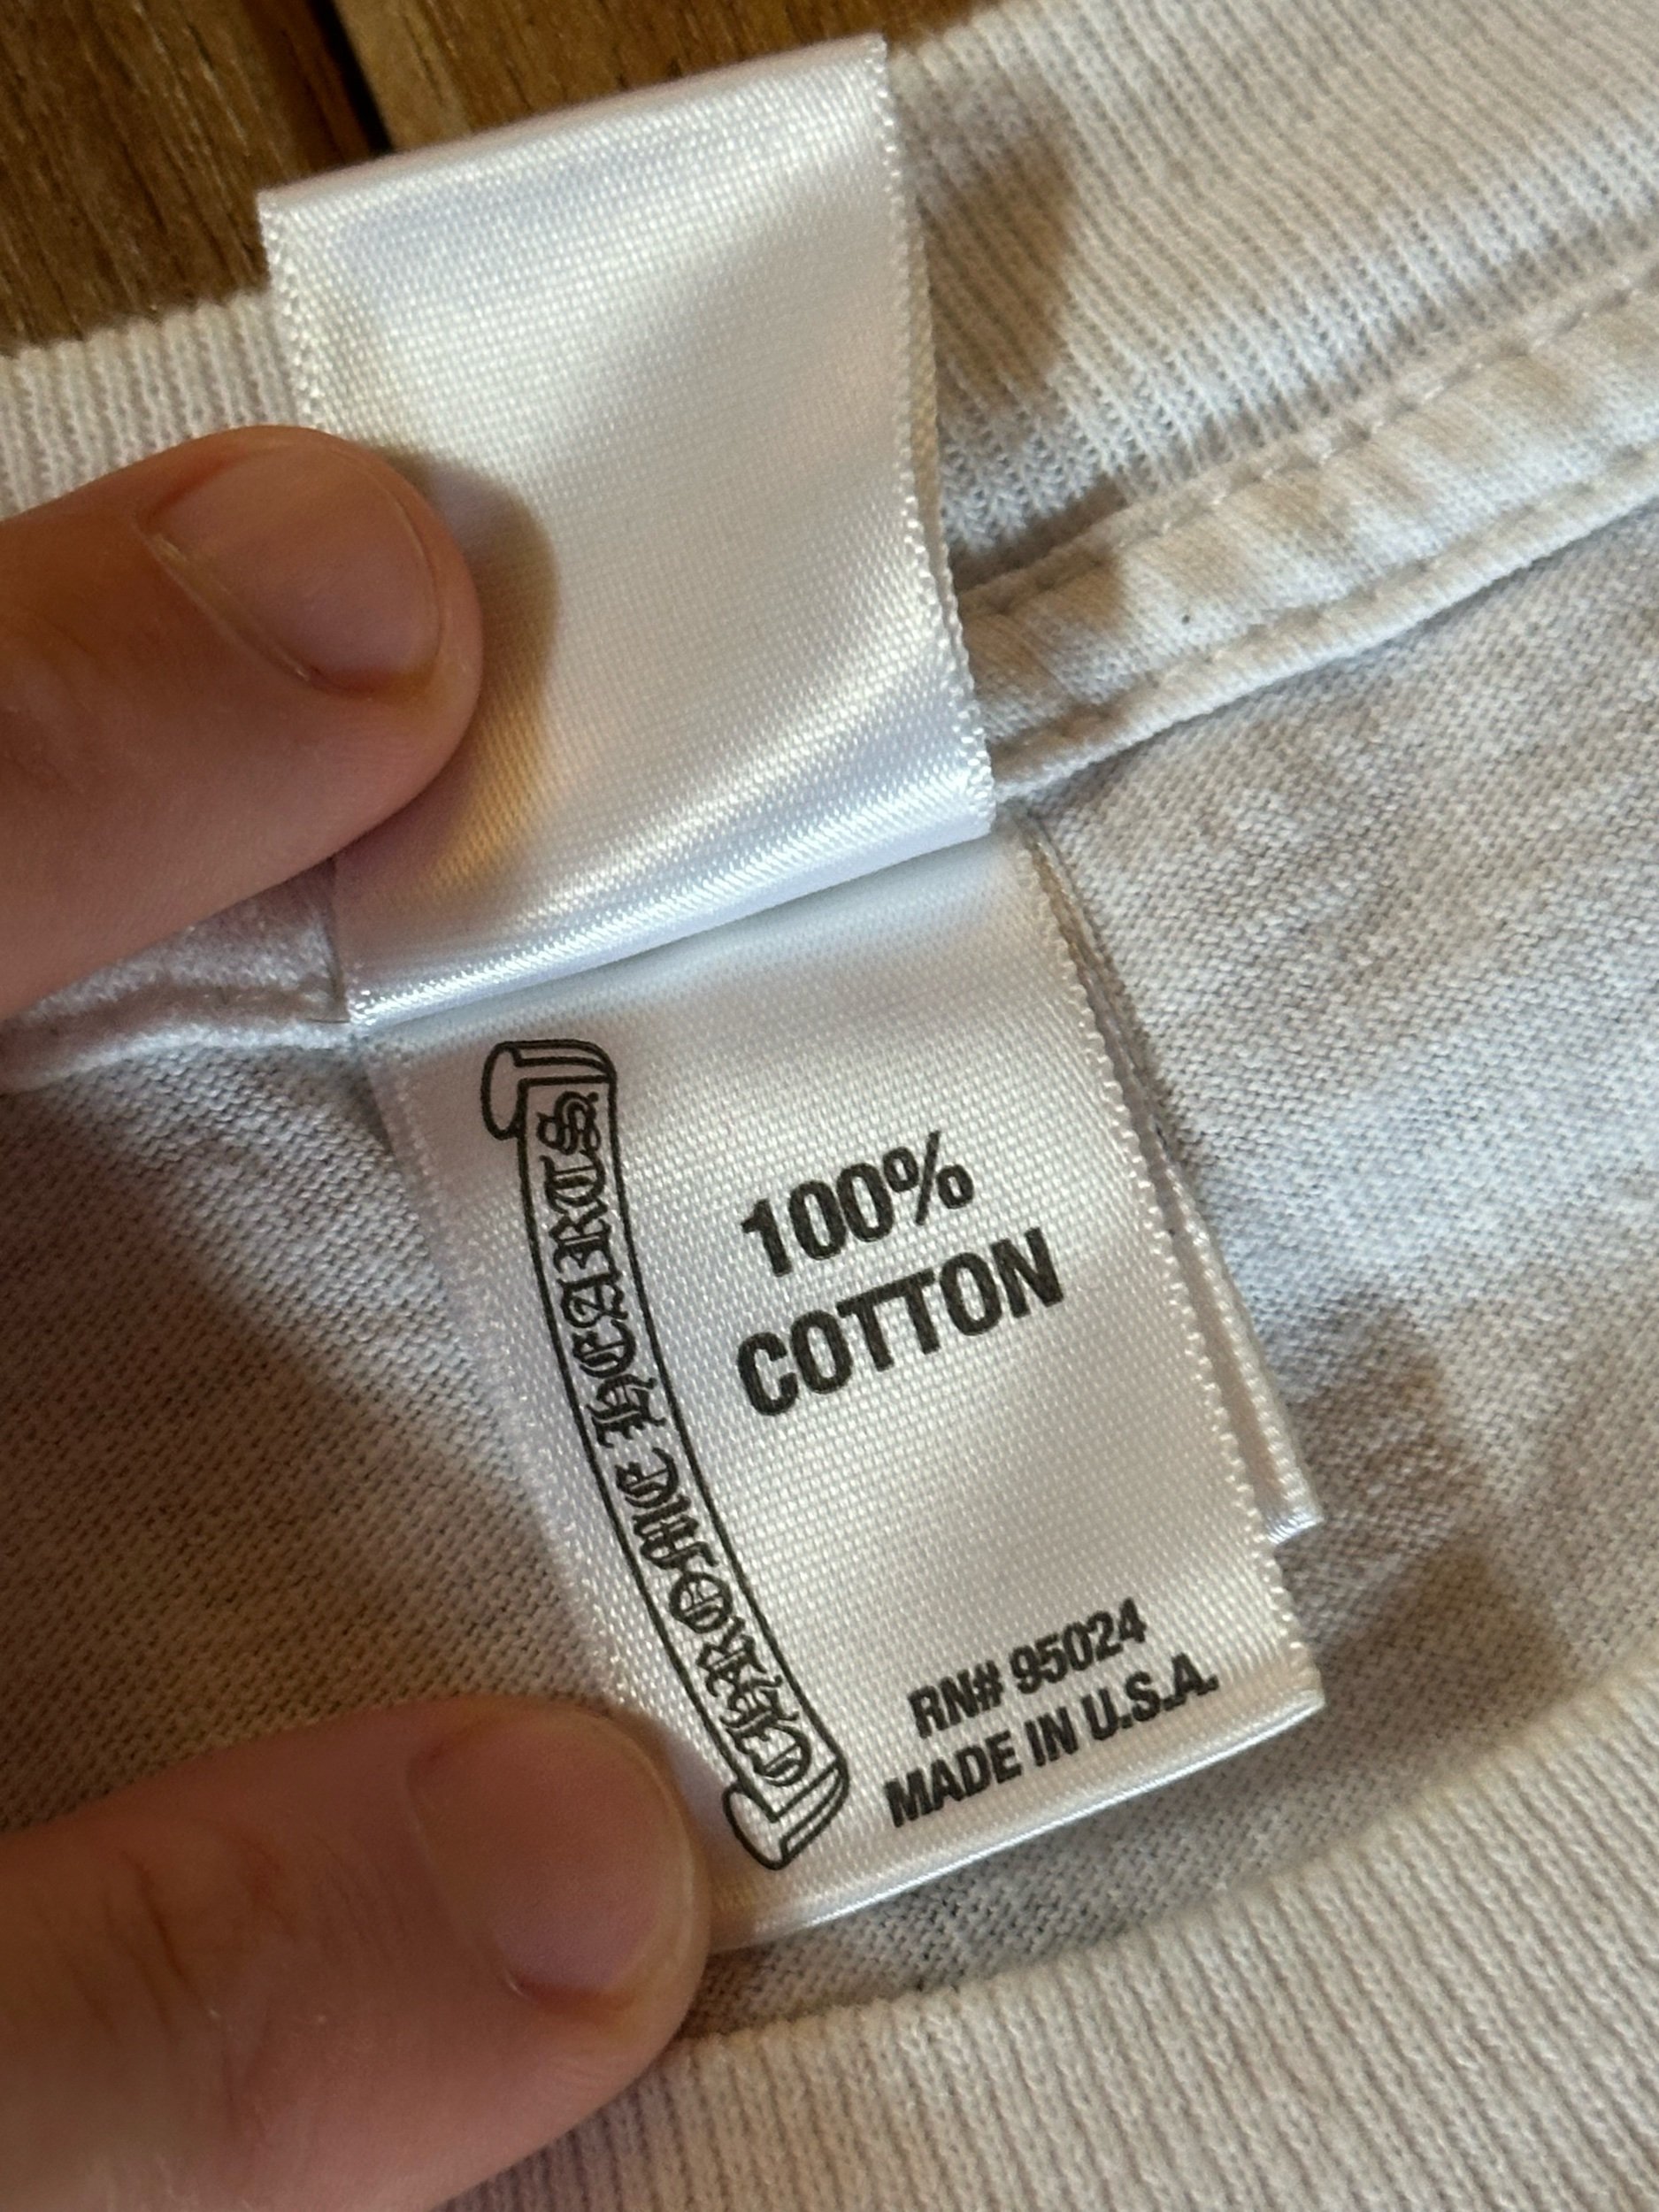 CHROME HEARTS
100%
COTTON
RN# 95024
MADE IN U.S.A.